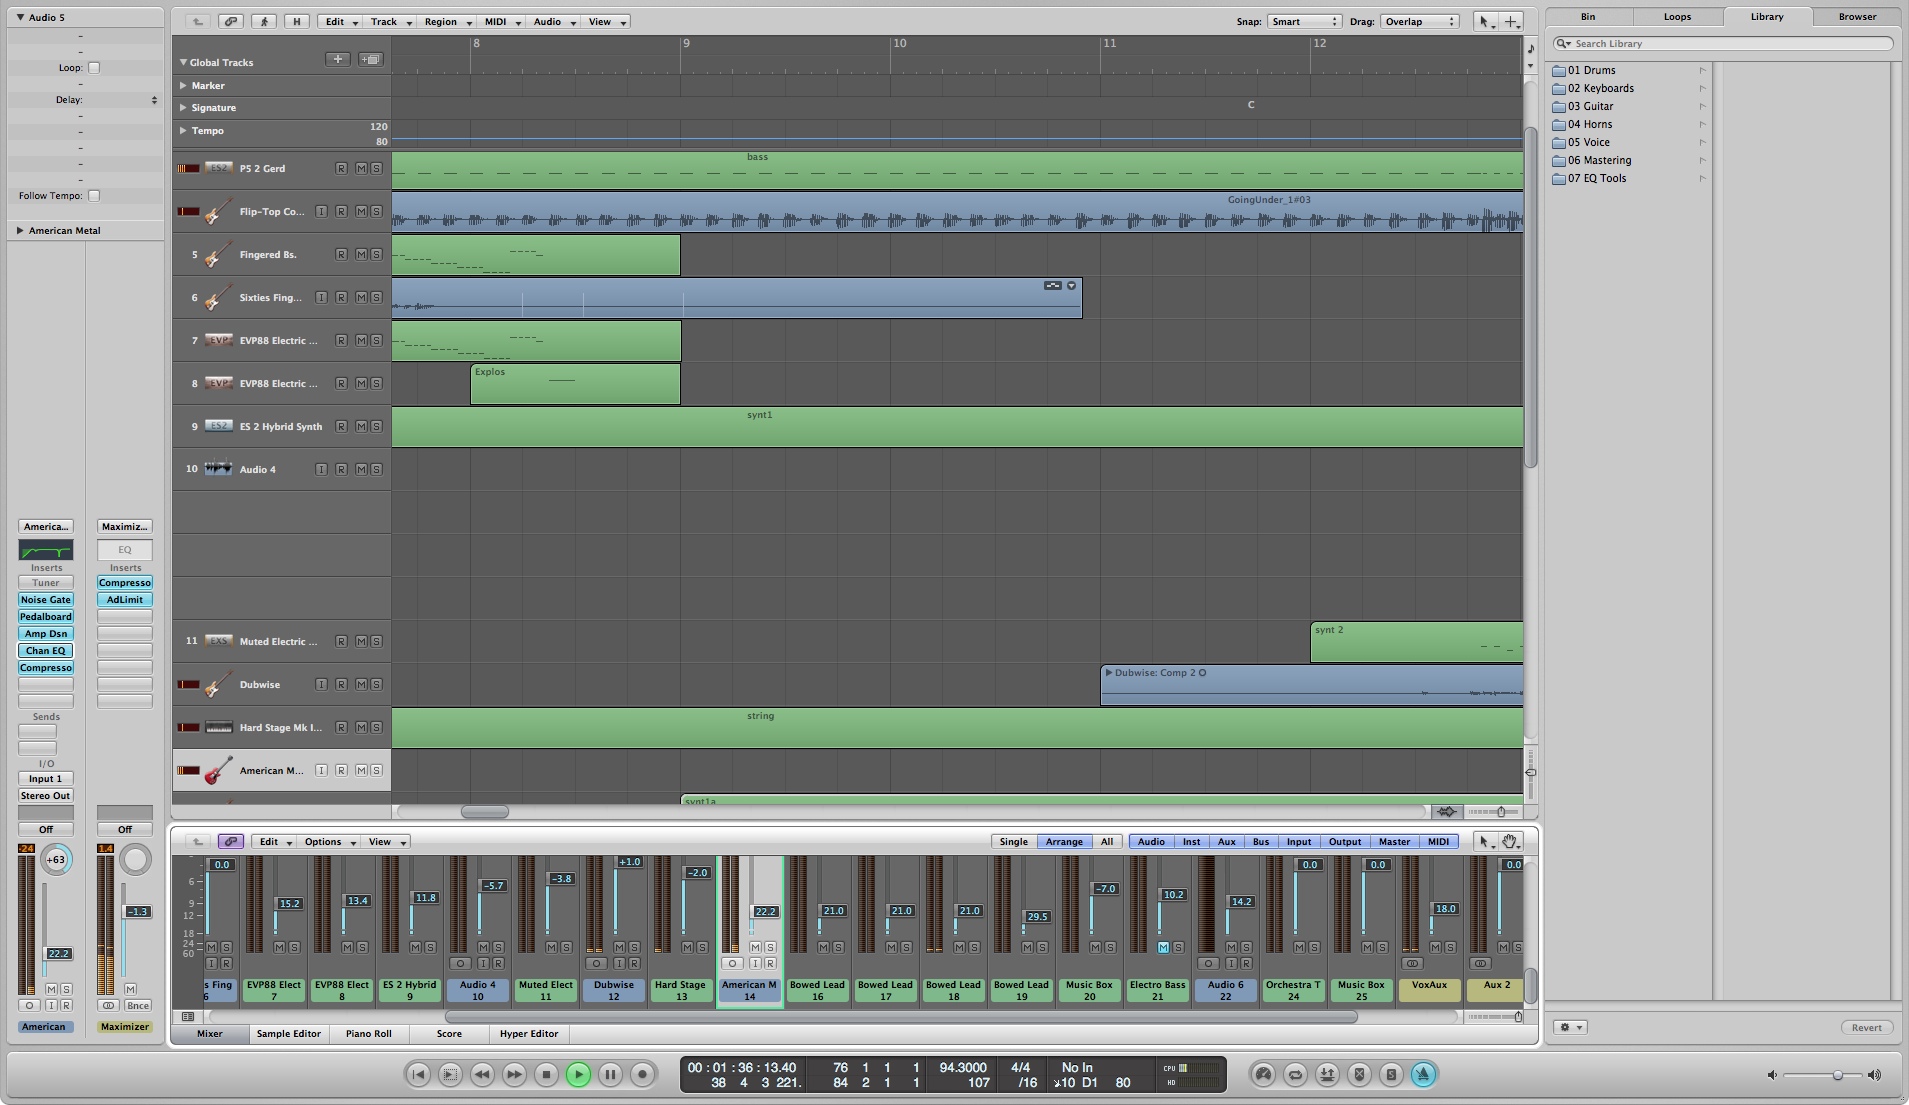 Audio 5
Loop:
Delay:
Follow Tempo:
American Metal
America... Maximiz...
EQ
Inserts Inserts
Tuner Compresso
Noise Gate AdLimit
Pedalboard
Amp Dsn
Chan EQ
Compresso
Sends
I/O
Input 1
Stereo Out
Off Off
-24 +63 1.4
-1.3
22.2
M S M
I R Bnce
American Maximizer
H Edit Track Region MIDI Audio View Snap: Smart Drag: Overlap
8 9 10 11 12
Global Tracks
Marker
Signature C
Tempo 120
80
ES2 P5 2 Gerd R M S bass
Flip-Top Co... I R M S GoingUnder_1#03
5 Fingered Bs. R M S
6 Sixties Fing... I R M S
7 EVP EVP88 Electric ... R M S
8 EVP EVP88 Electric ... R M S Explos
9 ES2 ES 2 Hybrid Synth R M S synt1
10 Audio 4 I R M S
11 EXS Muted Electric ... R M S synt 2
Dubwise I R M S Dubwise: Comp 2
Hard Stage Mk I... R M S string
American M... I R M S
synt1a
Edit Options View Single Arrange All Audio Inst Aux Bus Input Output Master MIDI
0.0 15.2 13.4 11.8 -5.7 -3.8 +1.0 -2.0 22.2 21.0 21.0 21.0 29.5 -7.0 10.2 14.2 0.0 0.0 18.0 0.0
6
9
12
18
24
60
M S M S M S M S M S M S M S M S M S M S M S M S M S M S M S M S M S M S M S M S
I R I R I R I R I R
s Fing EVP88 Elect EVP88 Elect ES 2 Hybrid Audio 4 Muted Elect Dubwise Hard Stage American M Bowed Lead Bowed Lead Bowed Lead Bowed Lead Music Box Electro Bass Audio 6 Orchestra T Music Box VoxAux Aux 2
6 7 8 9 10 11 12 13 14 16 17 18 19 20 21 22 24 25
Mixer Sample Editor Piano Roll Score Hyper Editor
00 : 01 : 36 : 13.40 76 1 1 1 94.3000 4/4 No In CPU
38 4 3 221. 84 2 1 1 107 /16 10 D1 80 HD
Bin Loops Library Browser
Search Library
01 Drums
02 Keyboards
03 Guitar
04 Horns
05 Voice
06 Mastering
07 EQ Tools
Revert